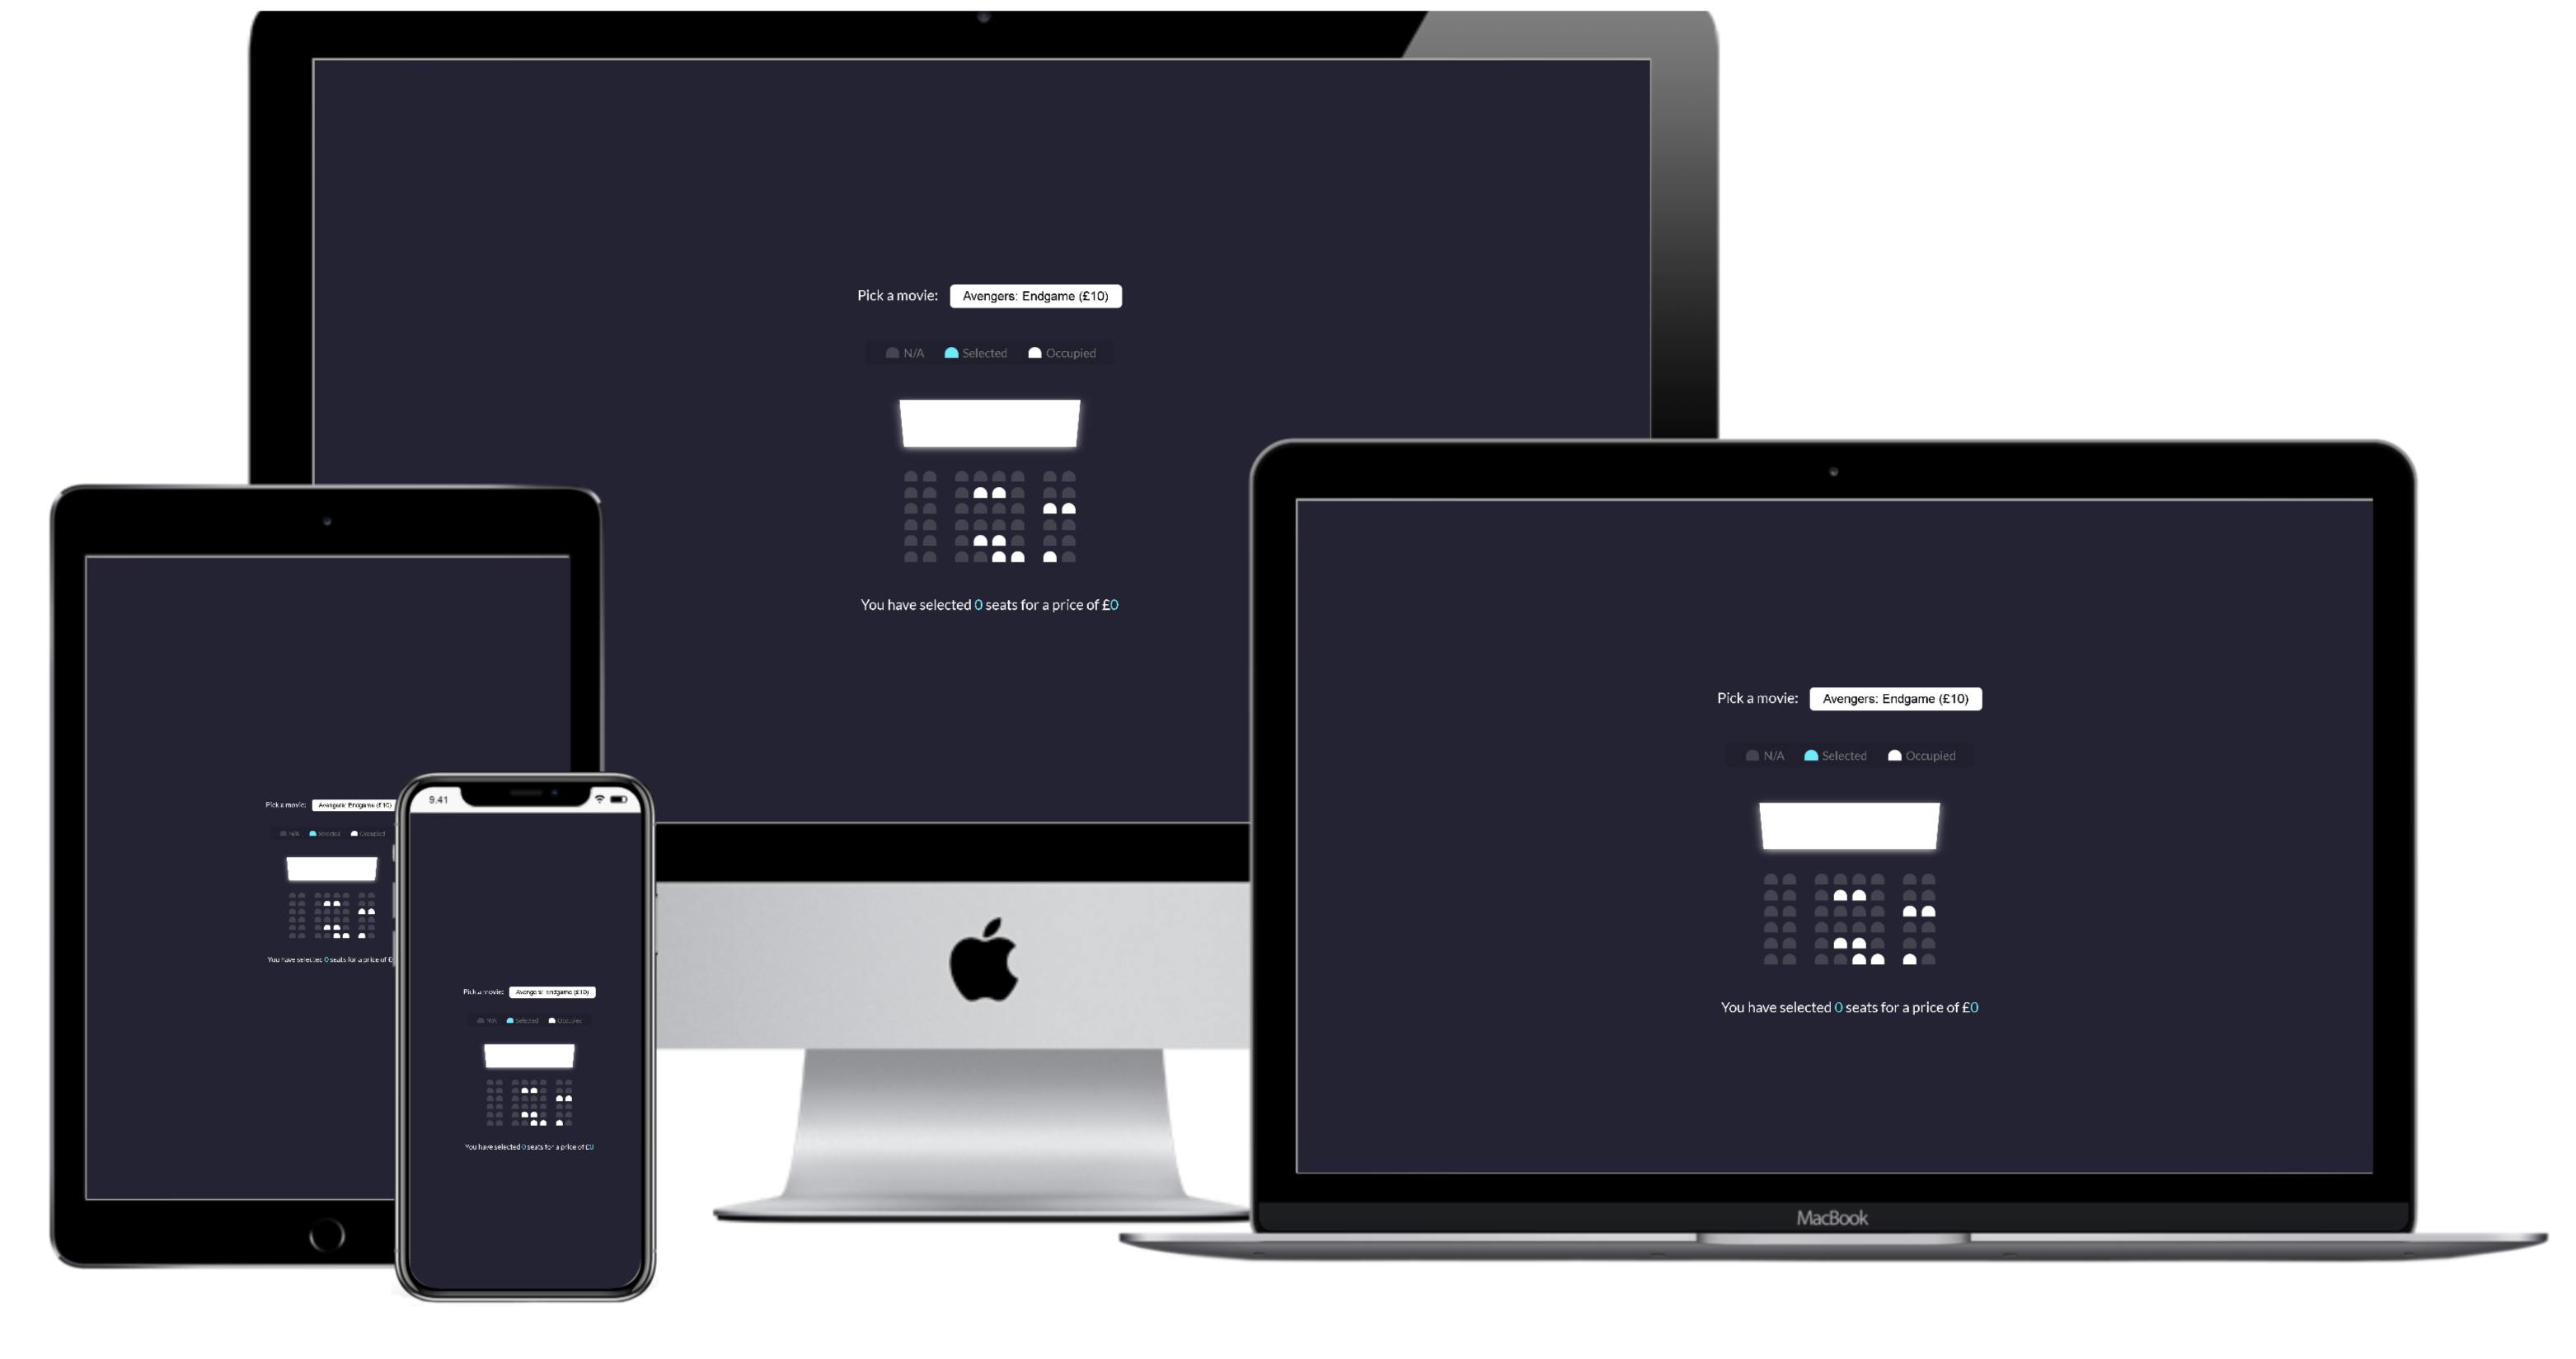 Pick a movie: Avengers: Endgame (£10)
N/A Selected Occupied
You have selected 0 seats for a price of £0
Pick a movie: Avengers: Endgame (£10)
N/A Selected Occupied
You have selected 0 seats for a price of £0
MacBook
Pick a movie: Avengers: Endgame (£10)
N/A Selected Occupied
You have selected 0 seats for a price of £
9.41
Pick a movie: Avengers: Endgame (£10)
N/A Selected Occupied
You have selected 0 seats for a price of £0